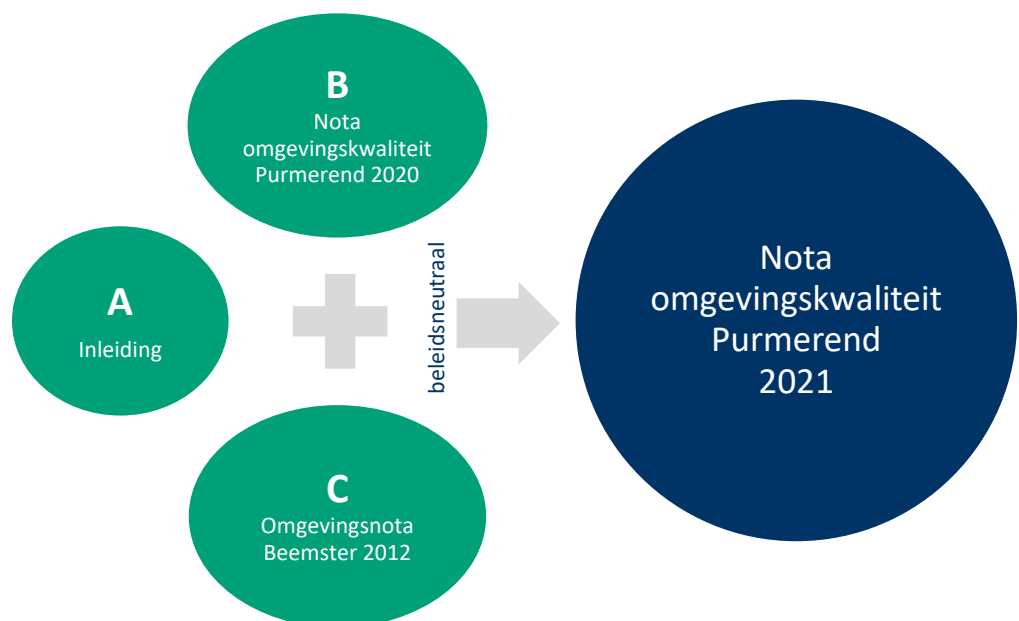 A
Inleiding
B
Nota
omgevingskwaliteit
Purmerend 2020
C
Omgevingsnota
Beemster 2012
beleidsneutraal
Nota
omgevingskwaliteit
Purmerend
2021